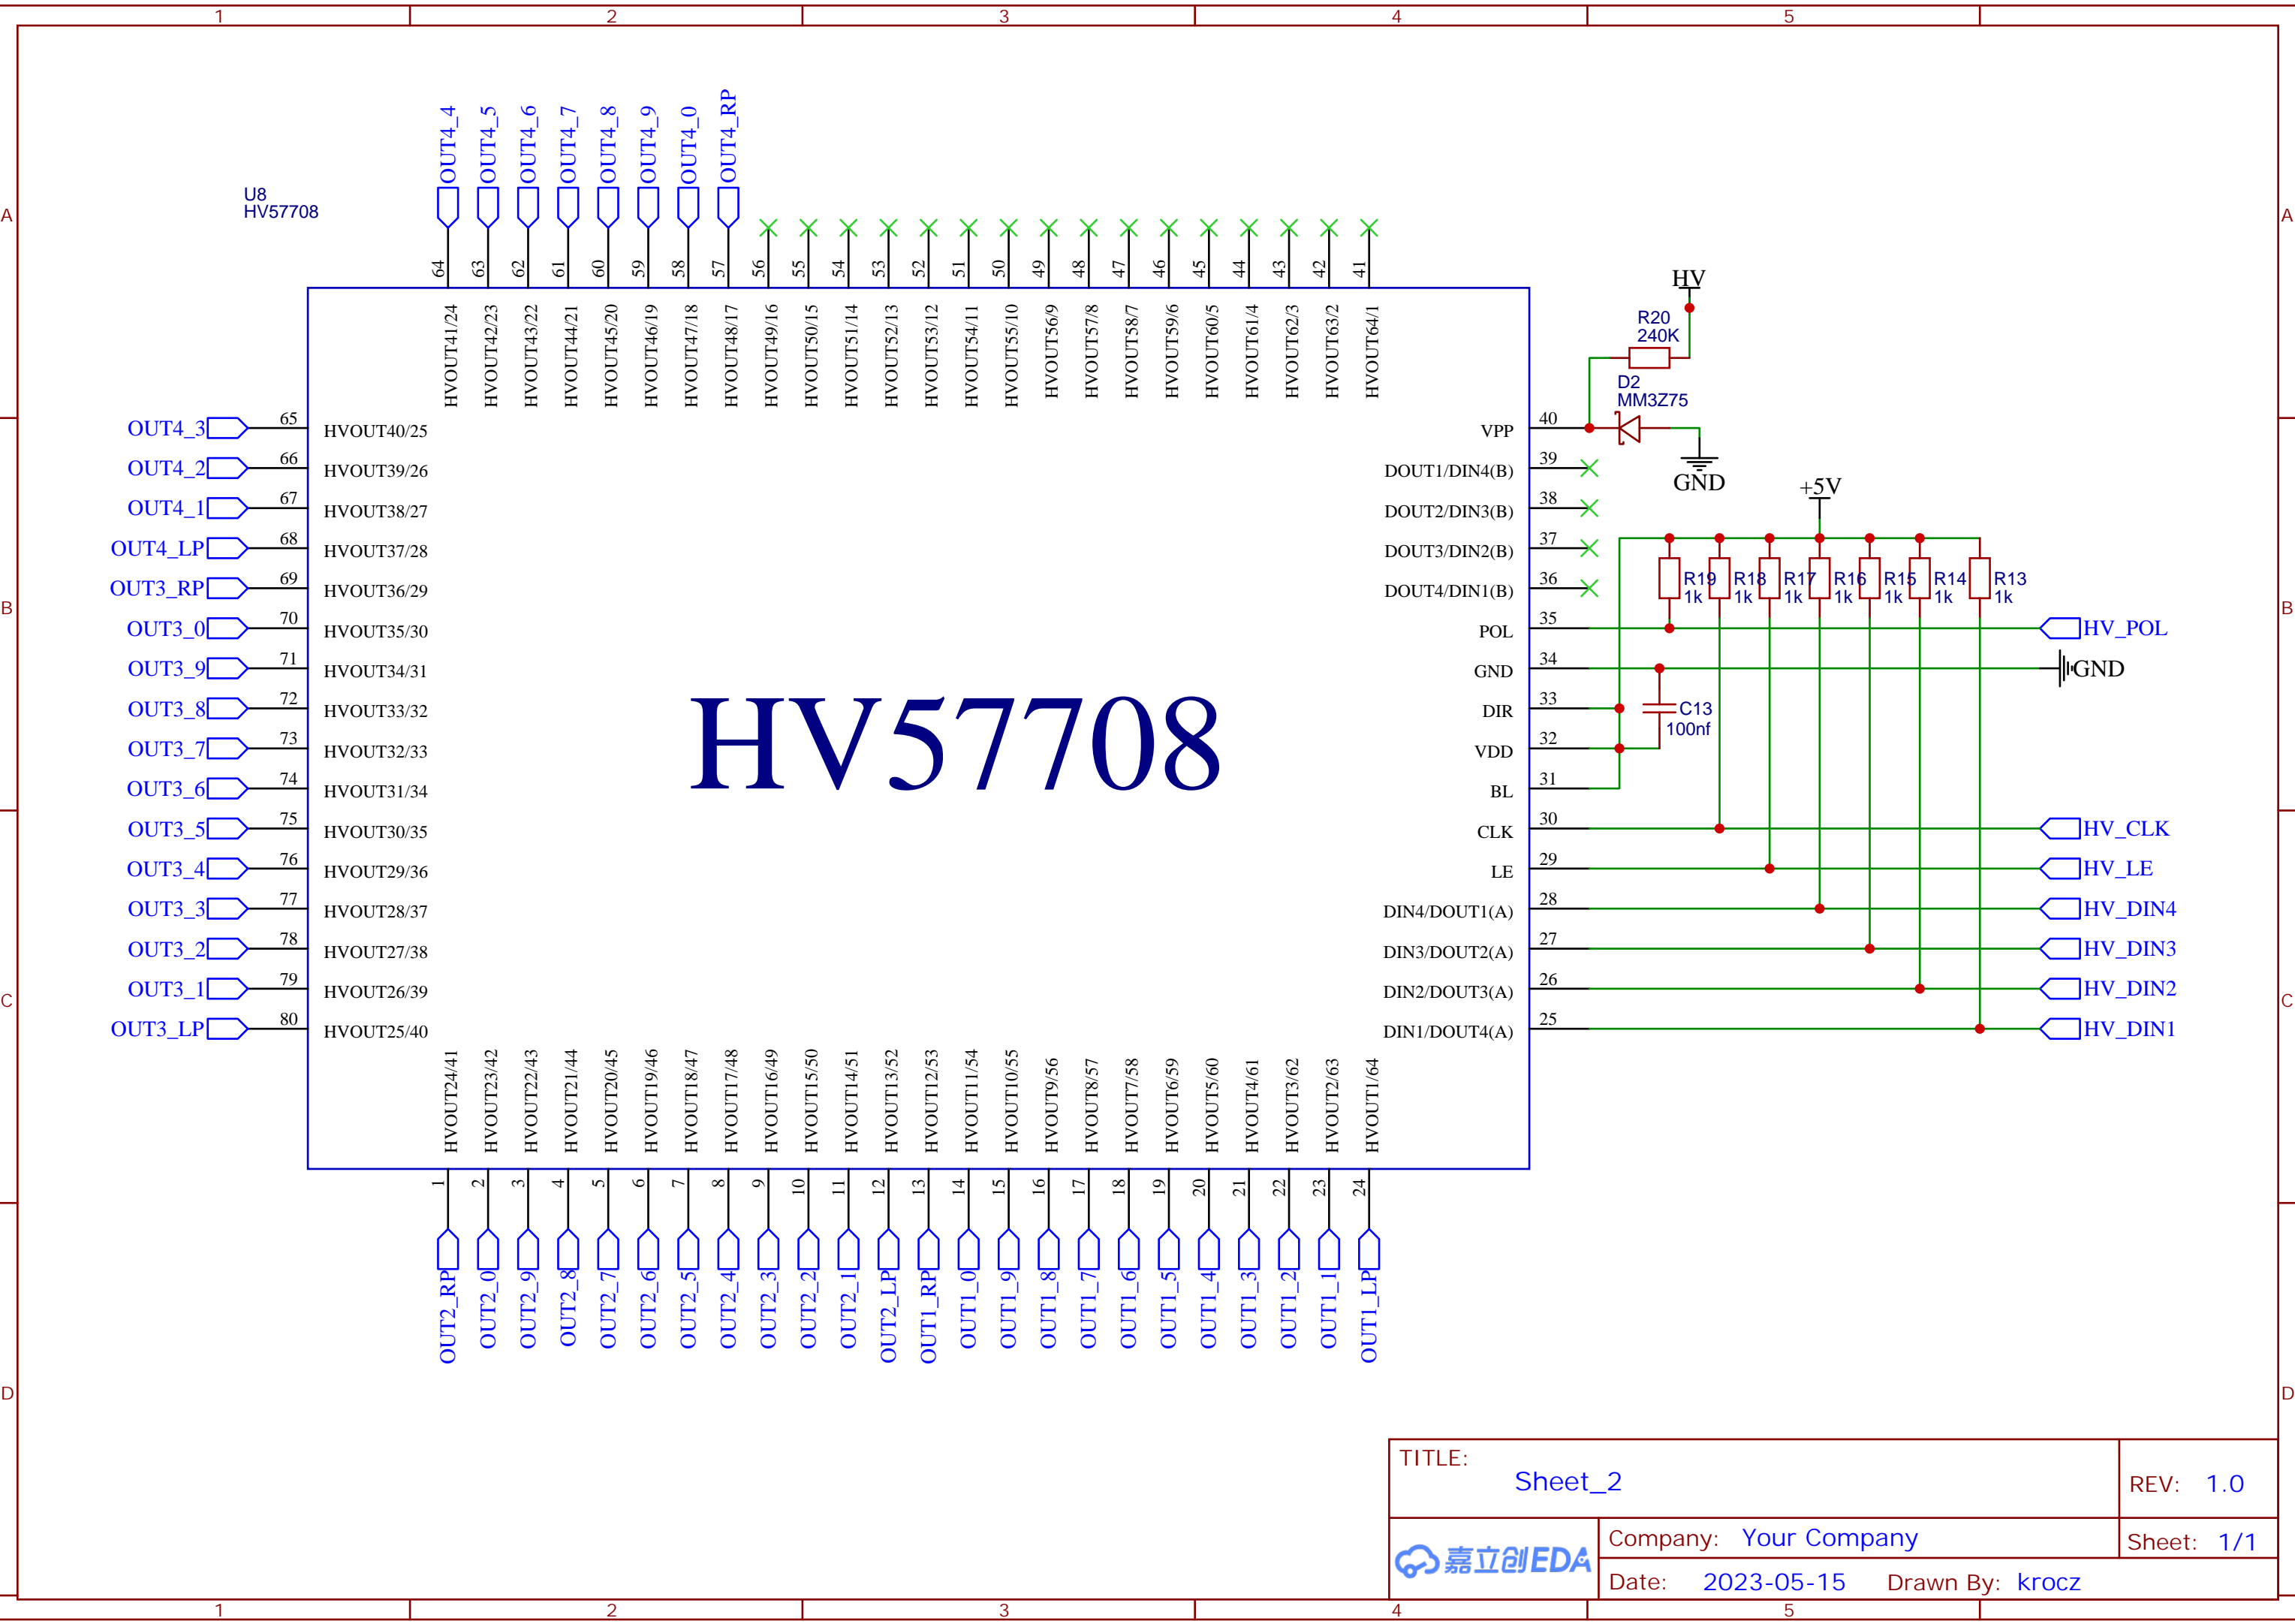 1 2 3 4 5
A A
B B
C C
D D
U8
HV57708
OUT4_4 OUT4_5 OUT4_6 OUT4_7 OUT4_8 OUT4_9 OUT4_0 OUT4_RP
64 63 62 61 60 59 58 57 56 55 54 53 52 51 50 49 48 47 46 45 44 43 42 41
HVOUT41/24 HVOUT42/23 HVOUT43/22 HVOUT44/21 HVOUT45/20 HVOUT46/19 HVOUT47/18 HVOUT48/17 HVOUT49/16 HVOUT50/15 HVOUT51/14 HVOUT52/13 HVOUT53/12 HVOUT54/11 HVOUT55/10 HVOUT56/9 HVOUT57/8 HVOUT58/7 HVOUT59/6 HVOUT60/5 HVOUT61/4 HVOUT62/3 HVOUT63/2 HVOUT64/1
OUT4_3 65 HVOUT40/25
OUT4_2 66 HVOUT39/26
OUT4_1 67 HVOUT38/27
OUT4_LP 68 HVOUT37/28
OUT3_RP 69 HVOUT36/29
OUT3_0 70 HVOUT35/30
OUT3_9 71 HVOUT34/31
OUT3_8 72 HVOUT33/32
OUT3_7 73 HVOUT32/33
OUT3_6 74 HVOUT31/34
OUT3_5 75 HVOUT30/35
OUT3_4 76 HVOUT29/36
OUT3_3 77 HVOUT28/37
OUT3_2 78 HVOUT27/38
OUT3_1 79 HVOUT26/39
OUT3_LP 80 HVOUT25/40
HV57708
HV
R20
240K
D2
MM3Z75
GND
+5V
R19 R18 R17 R16 R15 R14 R13
1k 1k 1k 1k 1k 1k 1k
VPP 40
DOUT1/DIN4(B) 39
DOUT2/DIN3(B) 38
DOUT3/DIN2(B) 37
DOUT4/DIN1(B) 36
POL 35 HV_POL
GND 34 GND
DIR 33
C13
100nf
VDD 32
BL 31
CLK 30 HV_CLK
LE 29 HV_LE
DIN4/DOUT1(A) 28 HV_DIN4
DIN3/DOUT2(A) 27 HV_DIN3
DIN2/DOUT3(A) 26 HV_DIN2
DIN1/DOUT4(A) 25 HV_DIN1
HVOUT24/41 HVOUT23/42 HVOUT22/43 HVOUT21/44 HVOUT20/45 HVOUT19/46 HVOUT18/47 HVOUT17/48 HVOUT16/49 HVOUT15/50 HVOUT14/51 HVOUT13/52 HVOUT12/53 HVOUT11/54 HVOUT10/55 HVOUT9/56 HVOUT8/57 HVOUT7/58 HVOUT6/59 HVOUT5/60 HVOUT4/61 HVOUT3/62 HVOUT2/63 HVOUT1/64
1 2 3 4 5 6 7 8 9 10 11 12 13 14 15 16 17 18 19 20 21 22 23 24
OUT2_RP OUT2_0 OUT2_9 OUT2_8 OUT2_7 OUT2_6 OUT2_5 OUT2_4 OUT2_3 OUT2_2 OUT2_1 OUT2_LP OUT1_RP OUT1_0 OUT1_9 OUT1_8 OUT1_7 OUT1_6 OUT1_5 OUT1_4 OUT1_3 OUT1_2 OUT1_1 OUT1_LP
TITLE:
Sheet_2
REV: 1.0
嘉立创EDA
Company: Your Company
Sheet: 1/1
Date: 2023-05-15 Drawn By: krocz
1 2 3 4 5